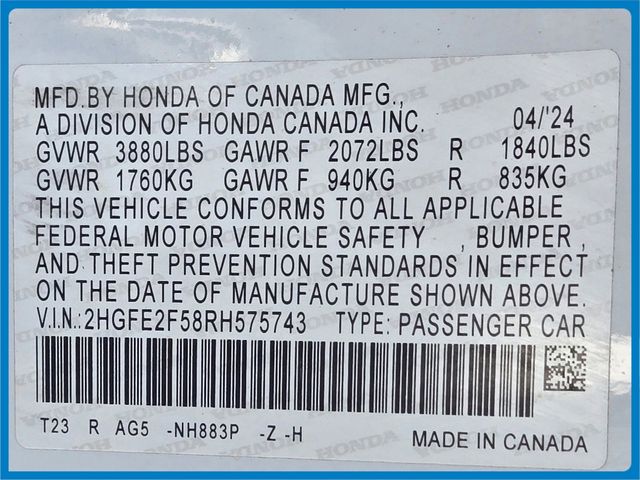 MFD.BY HONDA OF CANADA MFG.,
A DIVISION OF HONDA CANADA INC. 04/'24
GVWR 3880LBS GAWR F 2072LBS R 1840LBS
GVWR 1760KG GAWR F 940KG R 835KG
THIS VEHICLE CONFORMS TO ALL APPLICABLE
FEDERAL MOTOR VEHICLE SAFETY , BUMPER ,
AND THEFT PREVENTION STANDARDS IN EFFECT
ON THE DATE OF MANUFACTURE SHOWN ABOVE.
V.I.N.: 2HGFE2F58RH575743 TYPE: PASSENGER CAR
T23 R AG5 -NH883P -Z -H MADE IN CANADA